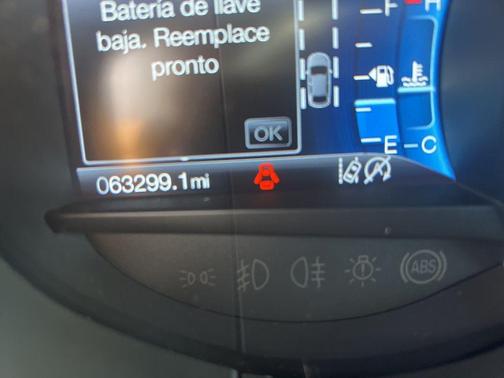 Batería de llave
baja. Reemplace
pronto
OK
F
H
E
C
063299.1mi
ABS